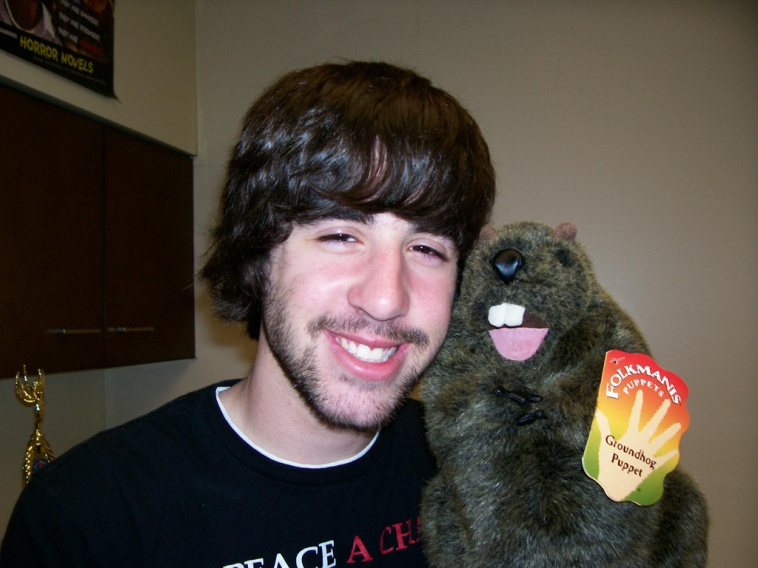 HORROR NOVELS
FOLKMANIS
PUPPETS
Groundhog
Puppet
PEACE A CH